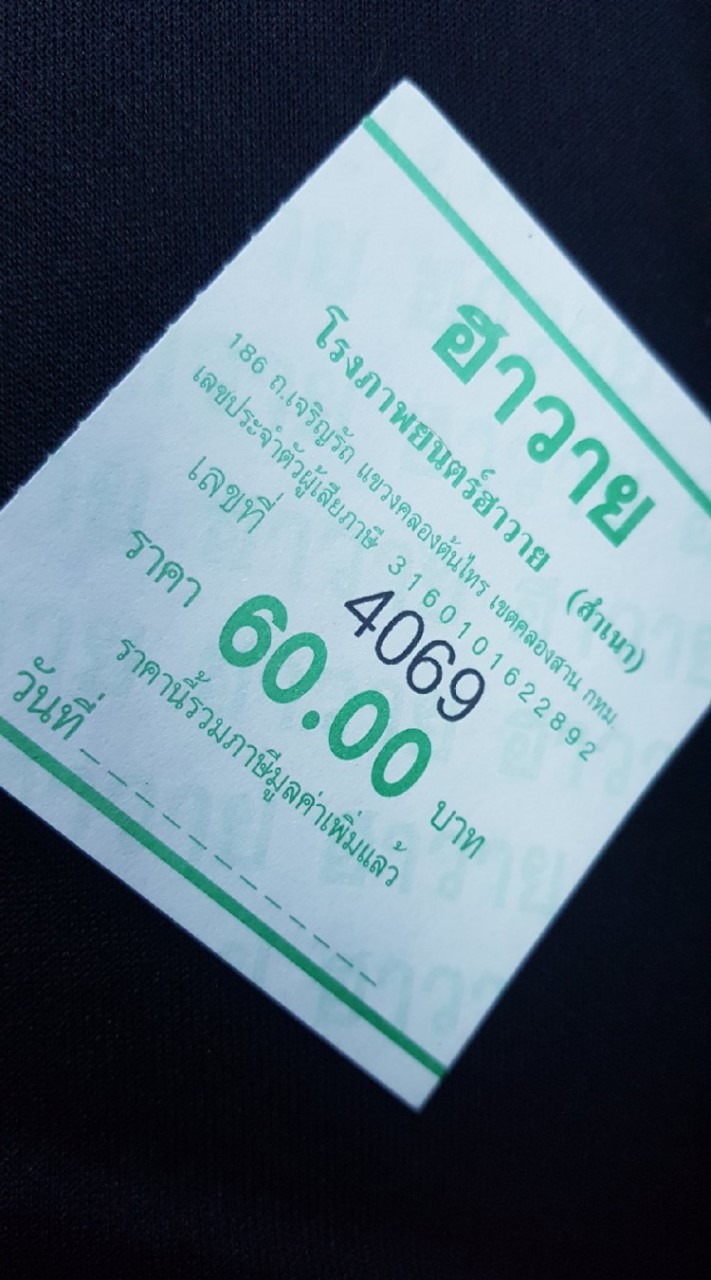 ฮาวาย
โรงภาพยนตร์ฮาวาย (สำเนา)
186 ถ.เจริญรัถ แขวงคลองต้นไทร เขตคลองสาน กทม.
เลขประจำตัวผู้เสียภาษี 3160101622892
เลขที่ 4069
ราคา 60.00 บาท
ราคานี้รวมภาษีมูลค่าเพิ่มแล้ว
วันที่